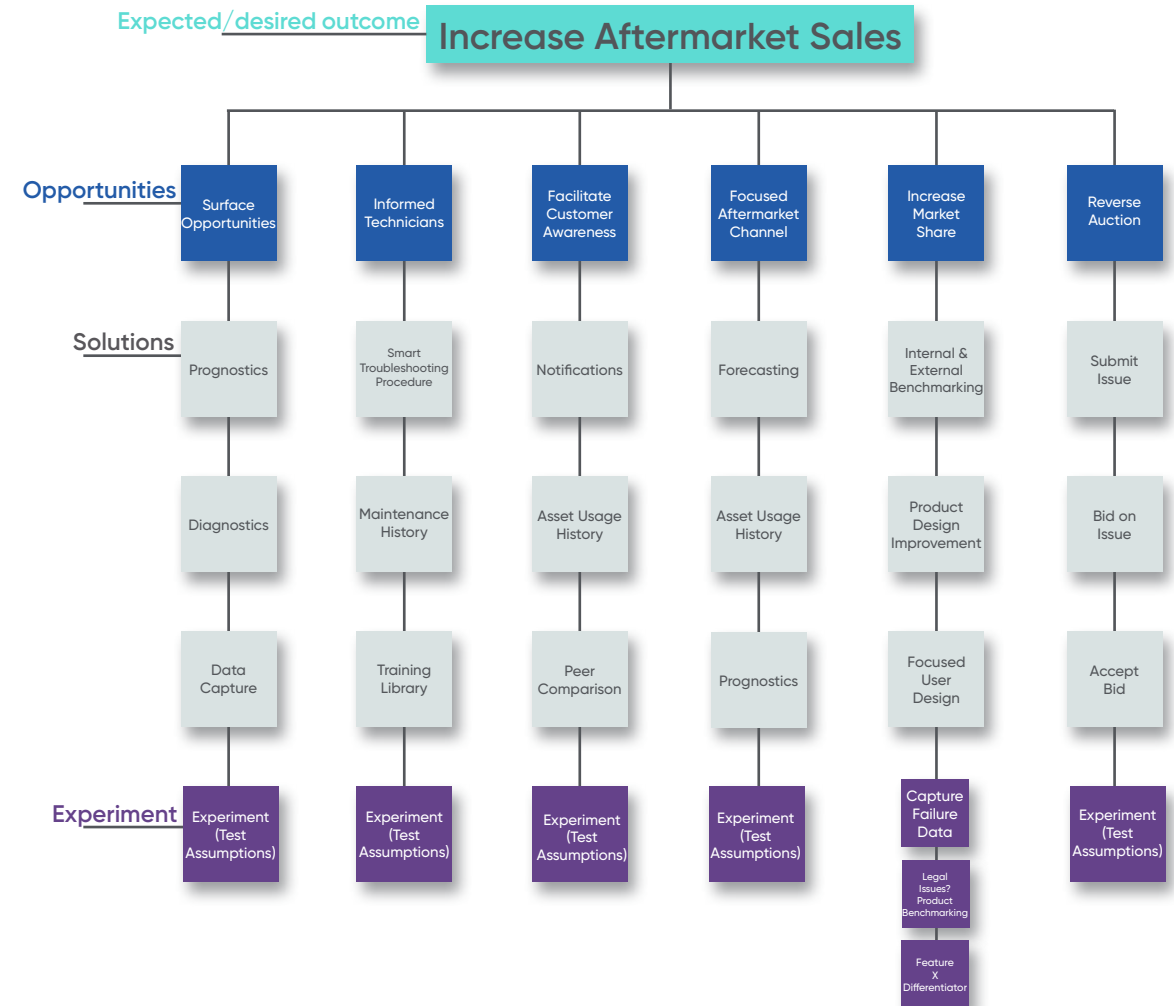 Expected/desired outcome
Increase Aftermarket Sales
Opportunities
Surface
Opportunities
Informed
Technicians
Facilitate
Customer
Awareness
Focused
Aftermarket
Channel
Increase
Market
Share
Reverse
Auction
Solutions
Prognostics
Smart
Troubleshooting
Procedure
Notifications
Forecasting
Internal &
External
Benchmarking
Submit
Issue
Diagnostics
Maintenance
History
Asset Usage
History
Asset Usage
History
Product
Design
Improvement
Bid on
Issue
Data
Capture
Training
Library
Peer
Comparison
Prognostics
Focused
User
Design
Accept
Bid
Experiment
Experiment
(Test
Assumptions)
Experiment
(Test
Assumptions)
Experiment
(Test
Assumptions)
Experiment
(Test
Assumptions)
Capture
Failure
Data
Legal
Issues?
Product
Benchmarking
Feature
X
Differentiator
Experiment
(Test
Assumptions)